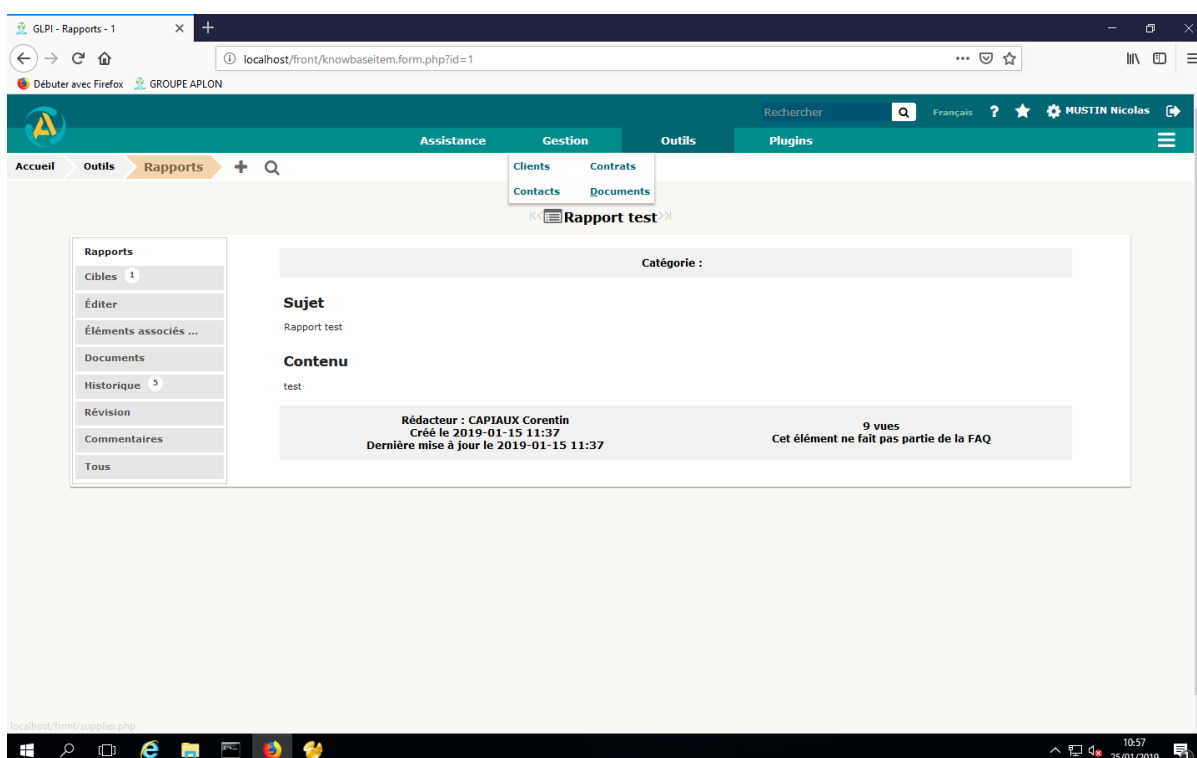 GLPI - Rapports - 1
localhost/front/knowbaseitem.form.php?id=1
Débuter avec Firefox GROUPE APLON
Rechercher Français ? MUSTIN Nicolas
Assistance Gestion Outils Plugins
Accueil Outils Rapports
Clients Contrats
Contacts Documents
Rapport test
Rapports
Cibles 1
Éditer
Éléments associés ...
Documents
Historique 5
Révision
Commentaires
Tous
Catégorie :
Sujet
Rapport test
Contenu
test
Rédacteur : CAPIAUX Corentin
Créé le 2019-01-15 11:37
Dernière mise à jour le 2019-01-15 11:37
9 vues
Cet élément ne fait pas partie de la FAQ
localhost/front/supplier.php
10:57
25/01/2019